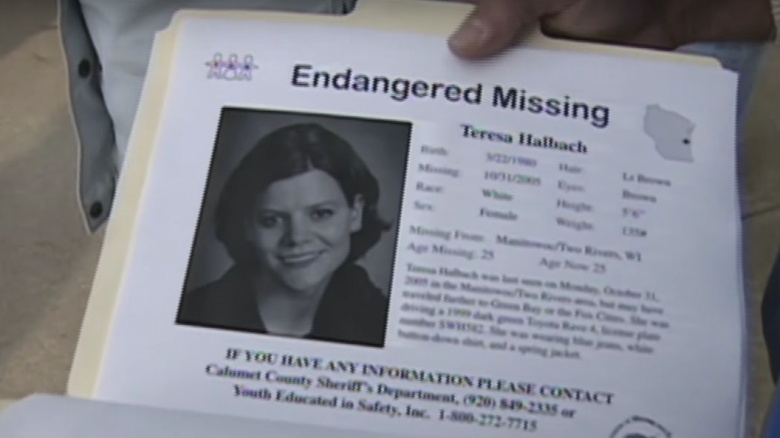 Endangered Missing
Teresa Halbach
Birth: 3/22/1980 Hair: Lt Brown
Missing: 10/31/2005 Eyes: Brown
Race: White Height: 5'6"
Sex: Female Weight: 135#
Missing From: Manitowoc/Two Rivers, WI
Age Missing: 25 Age Now 25
Teresa Halbach was last seen on Monday, October 31,
2005 in the Manitowoc/Two Rivers area, but may have
traveled further to Green Bay or the Fox Cities. She was
driving a 1999 dark green Toyota Rav 4, license plate
number SWH582. She was wearing blue jeans, white
button-down shirt, and a spring jacket.
IF YOU HAVE ANY INFORMATION PLEASE CONTACT
Calumet County Sheriff's Department, (920) 849-2335 or
Youth Educated in Safety, Inc. 1-800-272-7715